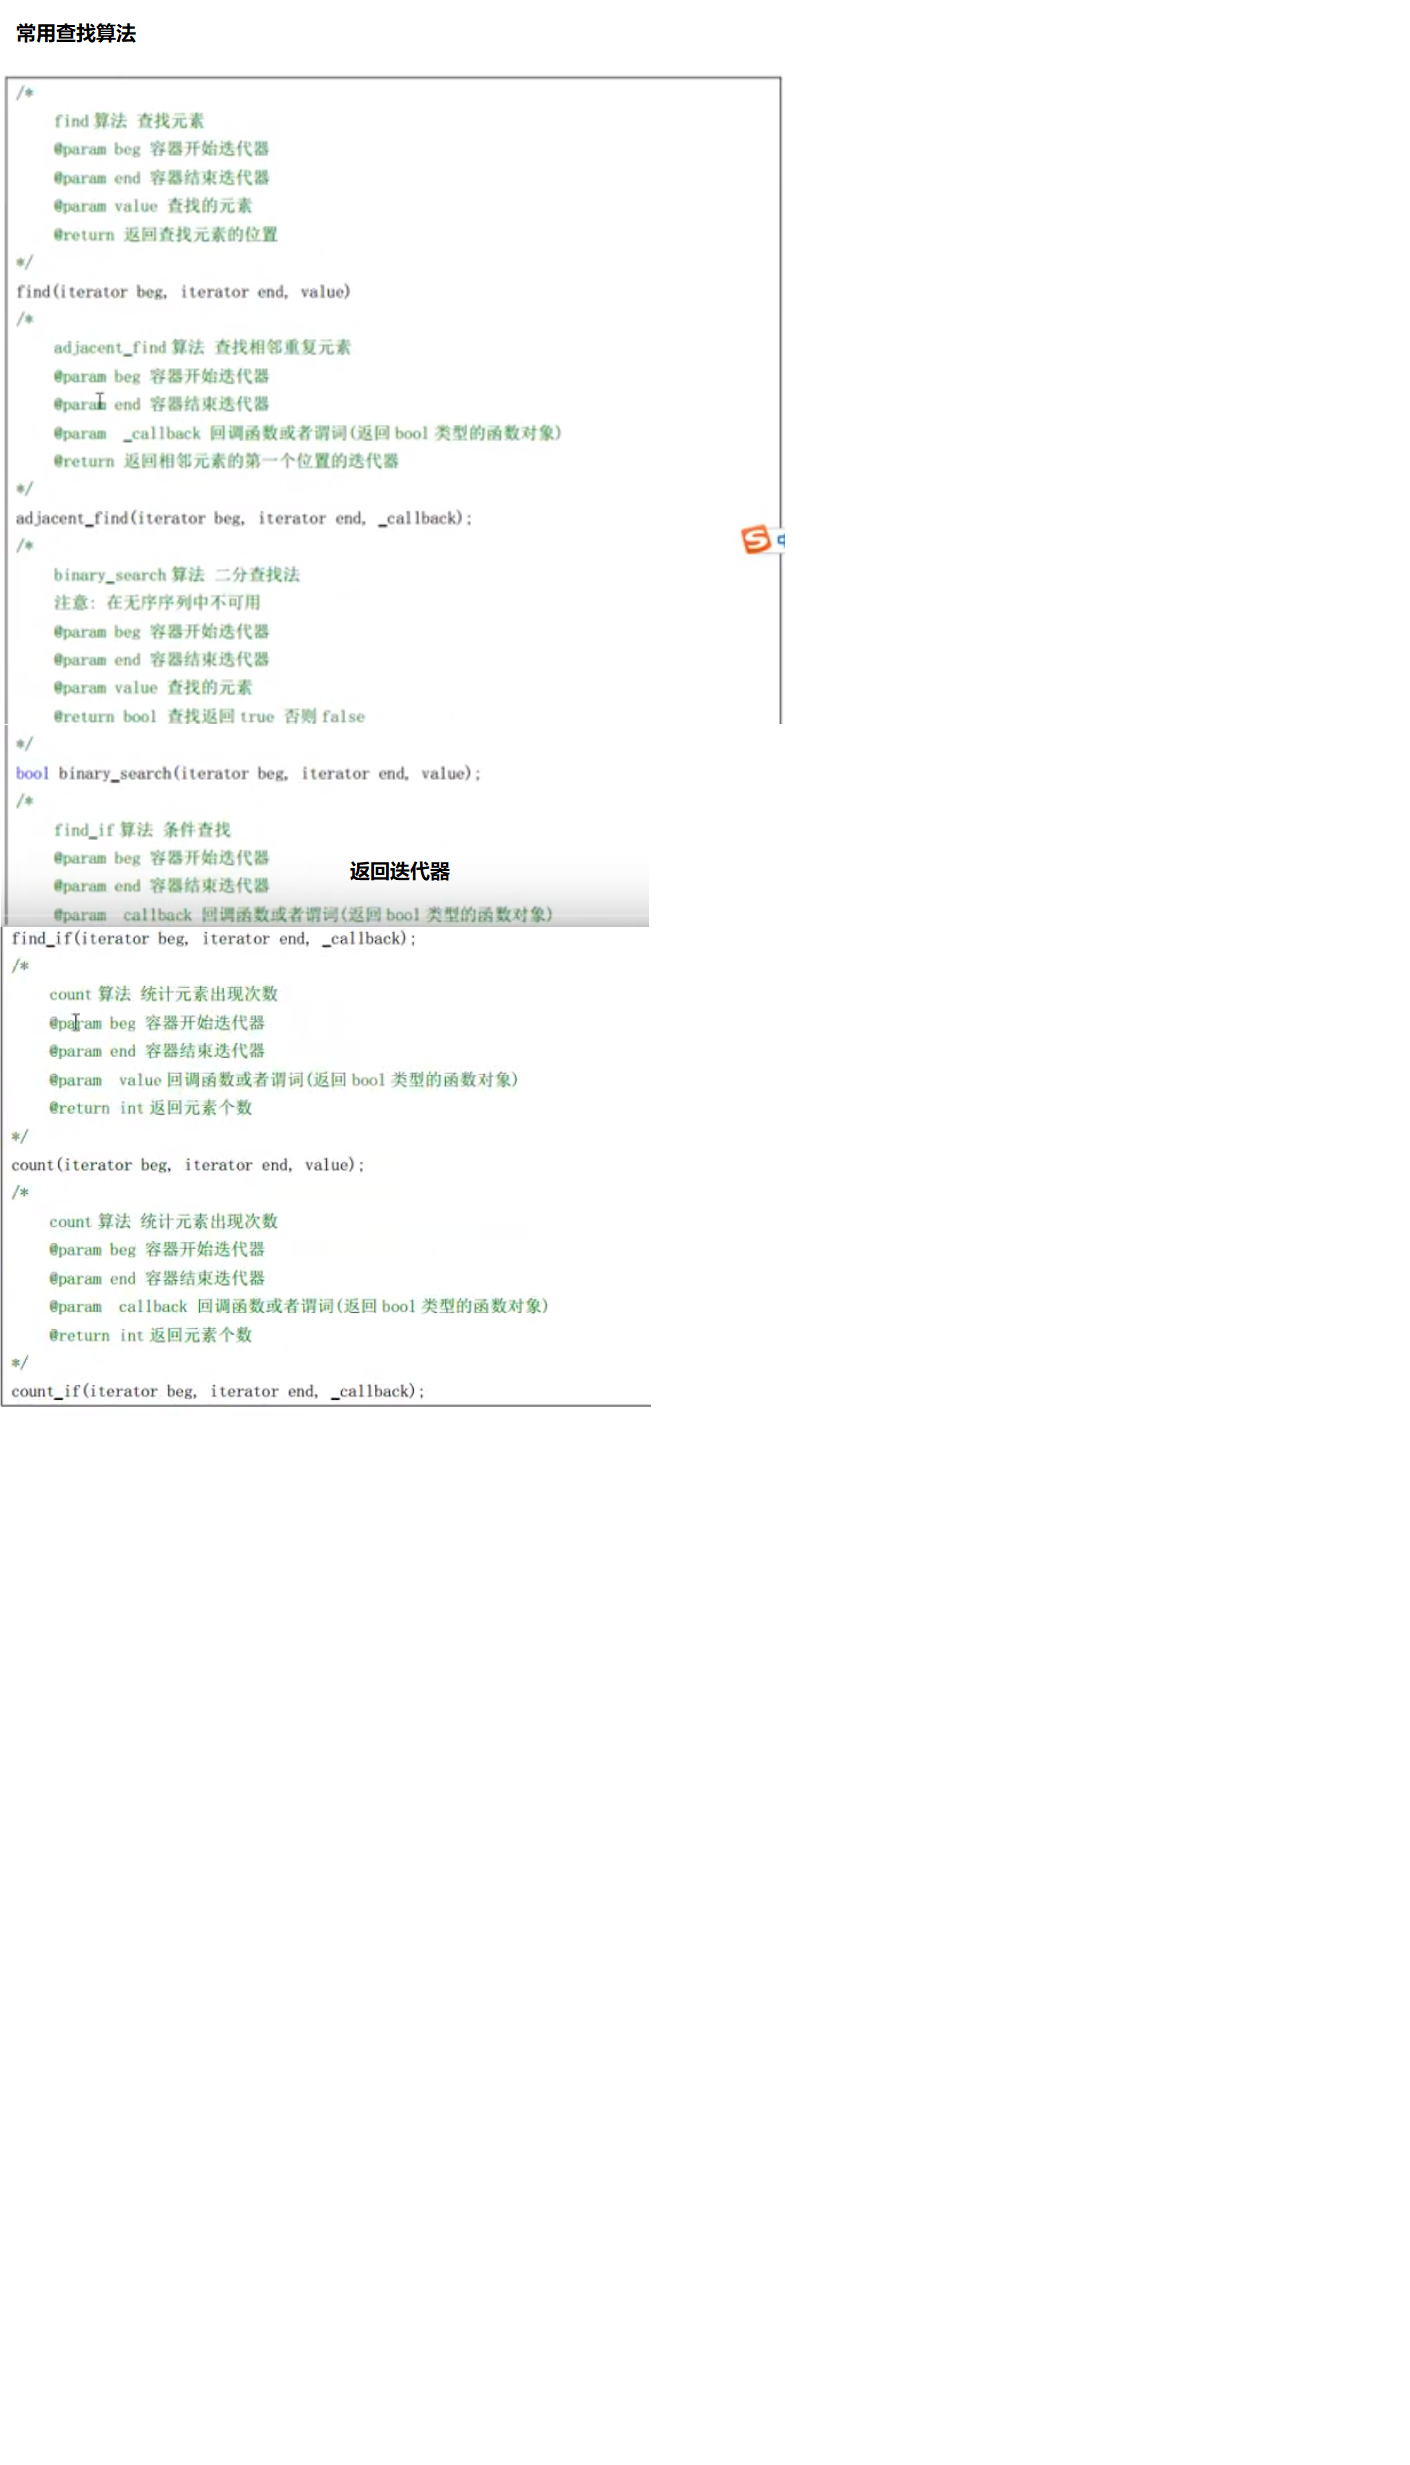 常用查找算法
/*
find 算法 查找元素
@param beg 容器开始迭代器
@param end 容器结束迭代器
@param value 查找的元素
@return 返回查找元素的位置
*/
find(iterator beg, iterator end, value)
/*
adjacent_find 算法 查找相邻重复元素
@param beg 容器开始迭代器
@param end 容器结束迭代器
@param _callback 回调函数或者谓词(返回 bool 类型的函数对象)
@return 返回相邻元素的第一个位置的迭代器
*/
adjacent_find(iterator beg, iterator end, _callback);
/*
binary_search 算法 二分查找法
注意: 在无序序列中不可用
@param beg 容器开始迭代器
@param end 容器结束迭代器
@param value 查找的元素
@return bool 查找返回 true 否则 false
*/
bool binary_search(iterator beg, iterator end, value);
/*
find_if 算法 条件查找
@param beg 容器开始迭代器
返回迭代器
@param end 容器结束迭代器
@param callback 回调函数或者谓词(返回 bool 类型的函数对象)
find_if(iterator beg, iterator end, _callback);
/*
count 算法 统计元素出现次数
@param beg 容器开始迭代器
@param end 容器结束迭代器
@param value 回调函数或者谓词(返回 bool 类型的函数对象)
@return int 返回元素个数
*/
count(iterator beg, iterator end, value);
/*
count 算法 统计元素出现次数
@param beg 容器开始迭代器
@param end 容器结束迭代器
@param callback 回调函数或者谓词(返回 bool 类型的函数对象)
@return int 返回元素个数
*/
count_if(iterator beg, iterator end, _callback);